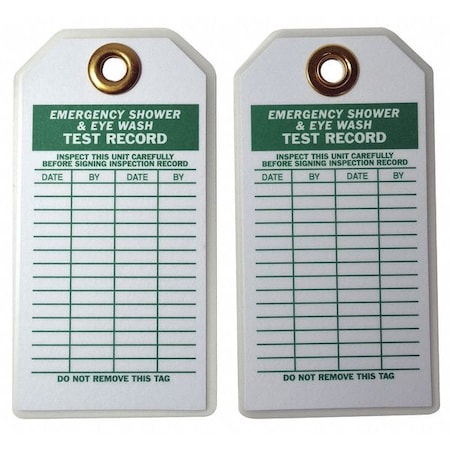 EMERGENCY SHOWER
& EYE WASH
TEST RECORD
INSPECT THIS UNIT CAREFULLY
BEFORE SIGNING INSPECTION RECORD
DATE BY DATE BY
DO NOT REMOVE THIS TAG
EMERGENCY SHOWER
& EYE WASH
TEST RECORD
INSPECT THIS UNIT CAREFULLY
BEFORE SIGNING INSPECTION RECORD
DATE BY DATE BY
DO NOT REMOVE THIS TAG